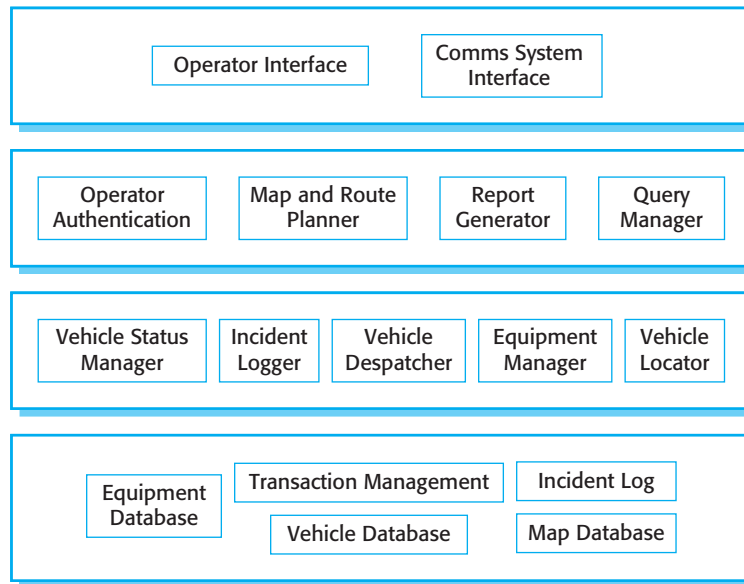 Operator Interface
Comms System
Interface
Operator
Authentication
Map and Route
Planner
Report
Generator
Query
Manager
Vehicle Status
Manager
Incident
Logger
Vehicle
Despatcher
Equipment
Manager
Vehicle
Locator
Equipment
Database
Transaction Management
Incident Log
Vehicle Database
Map Database